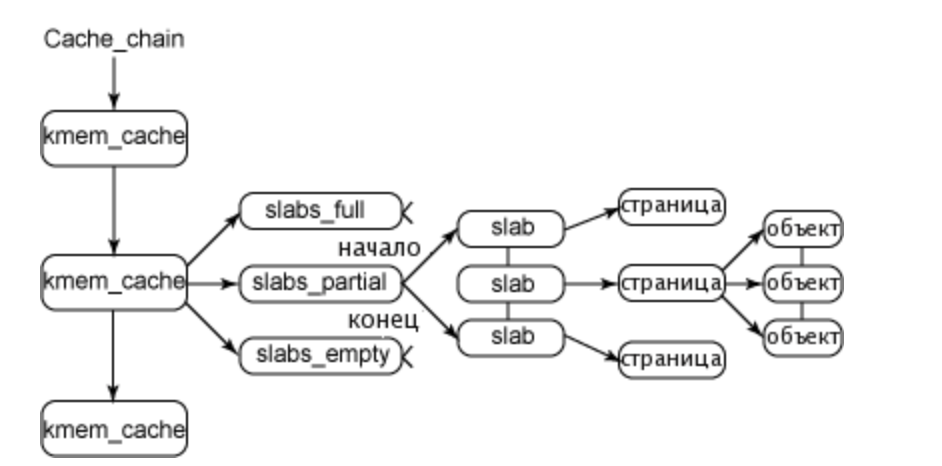 Cache_chain
kmem_cache
kmem_cache
kmem_cache
slabs_full
начало
slabs_partial
конец
slabs_empty
slab
slab
slab
страница
страница
страница
объект
объект
объект